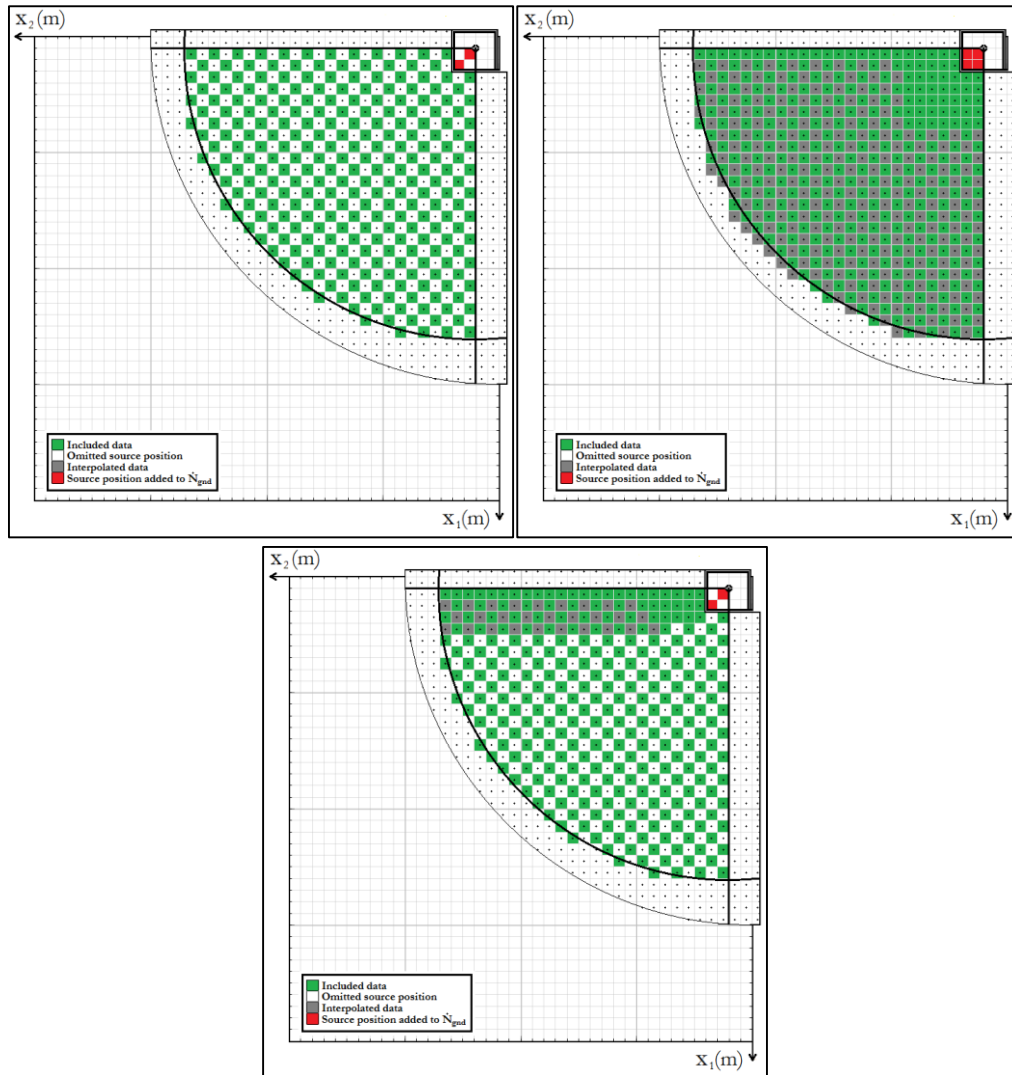 x₂(m)
Included data
Omitted source position
Interpolated data
Source position added to Ṅgnd
x₁(m)
x₂(m)
Included data
Omitted source position
Interpolated data
Source position added to Ṅgnd
x₁(m)
x₂(m)
Included data
Omitted source position
Interpolated data
Source position added to Ṅgnd
x₁(m)